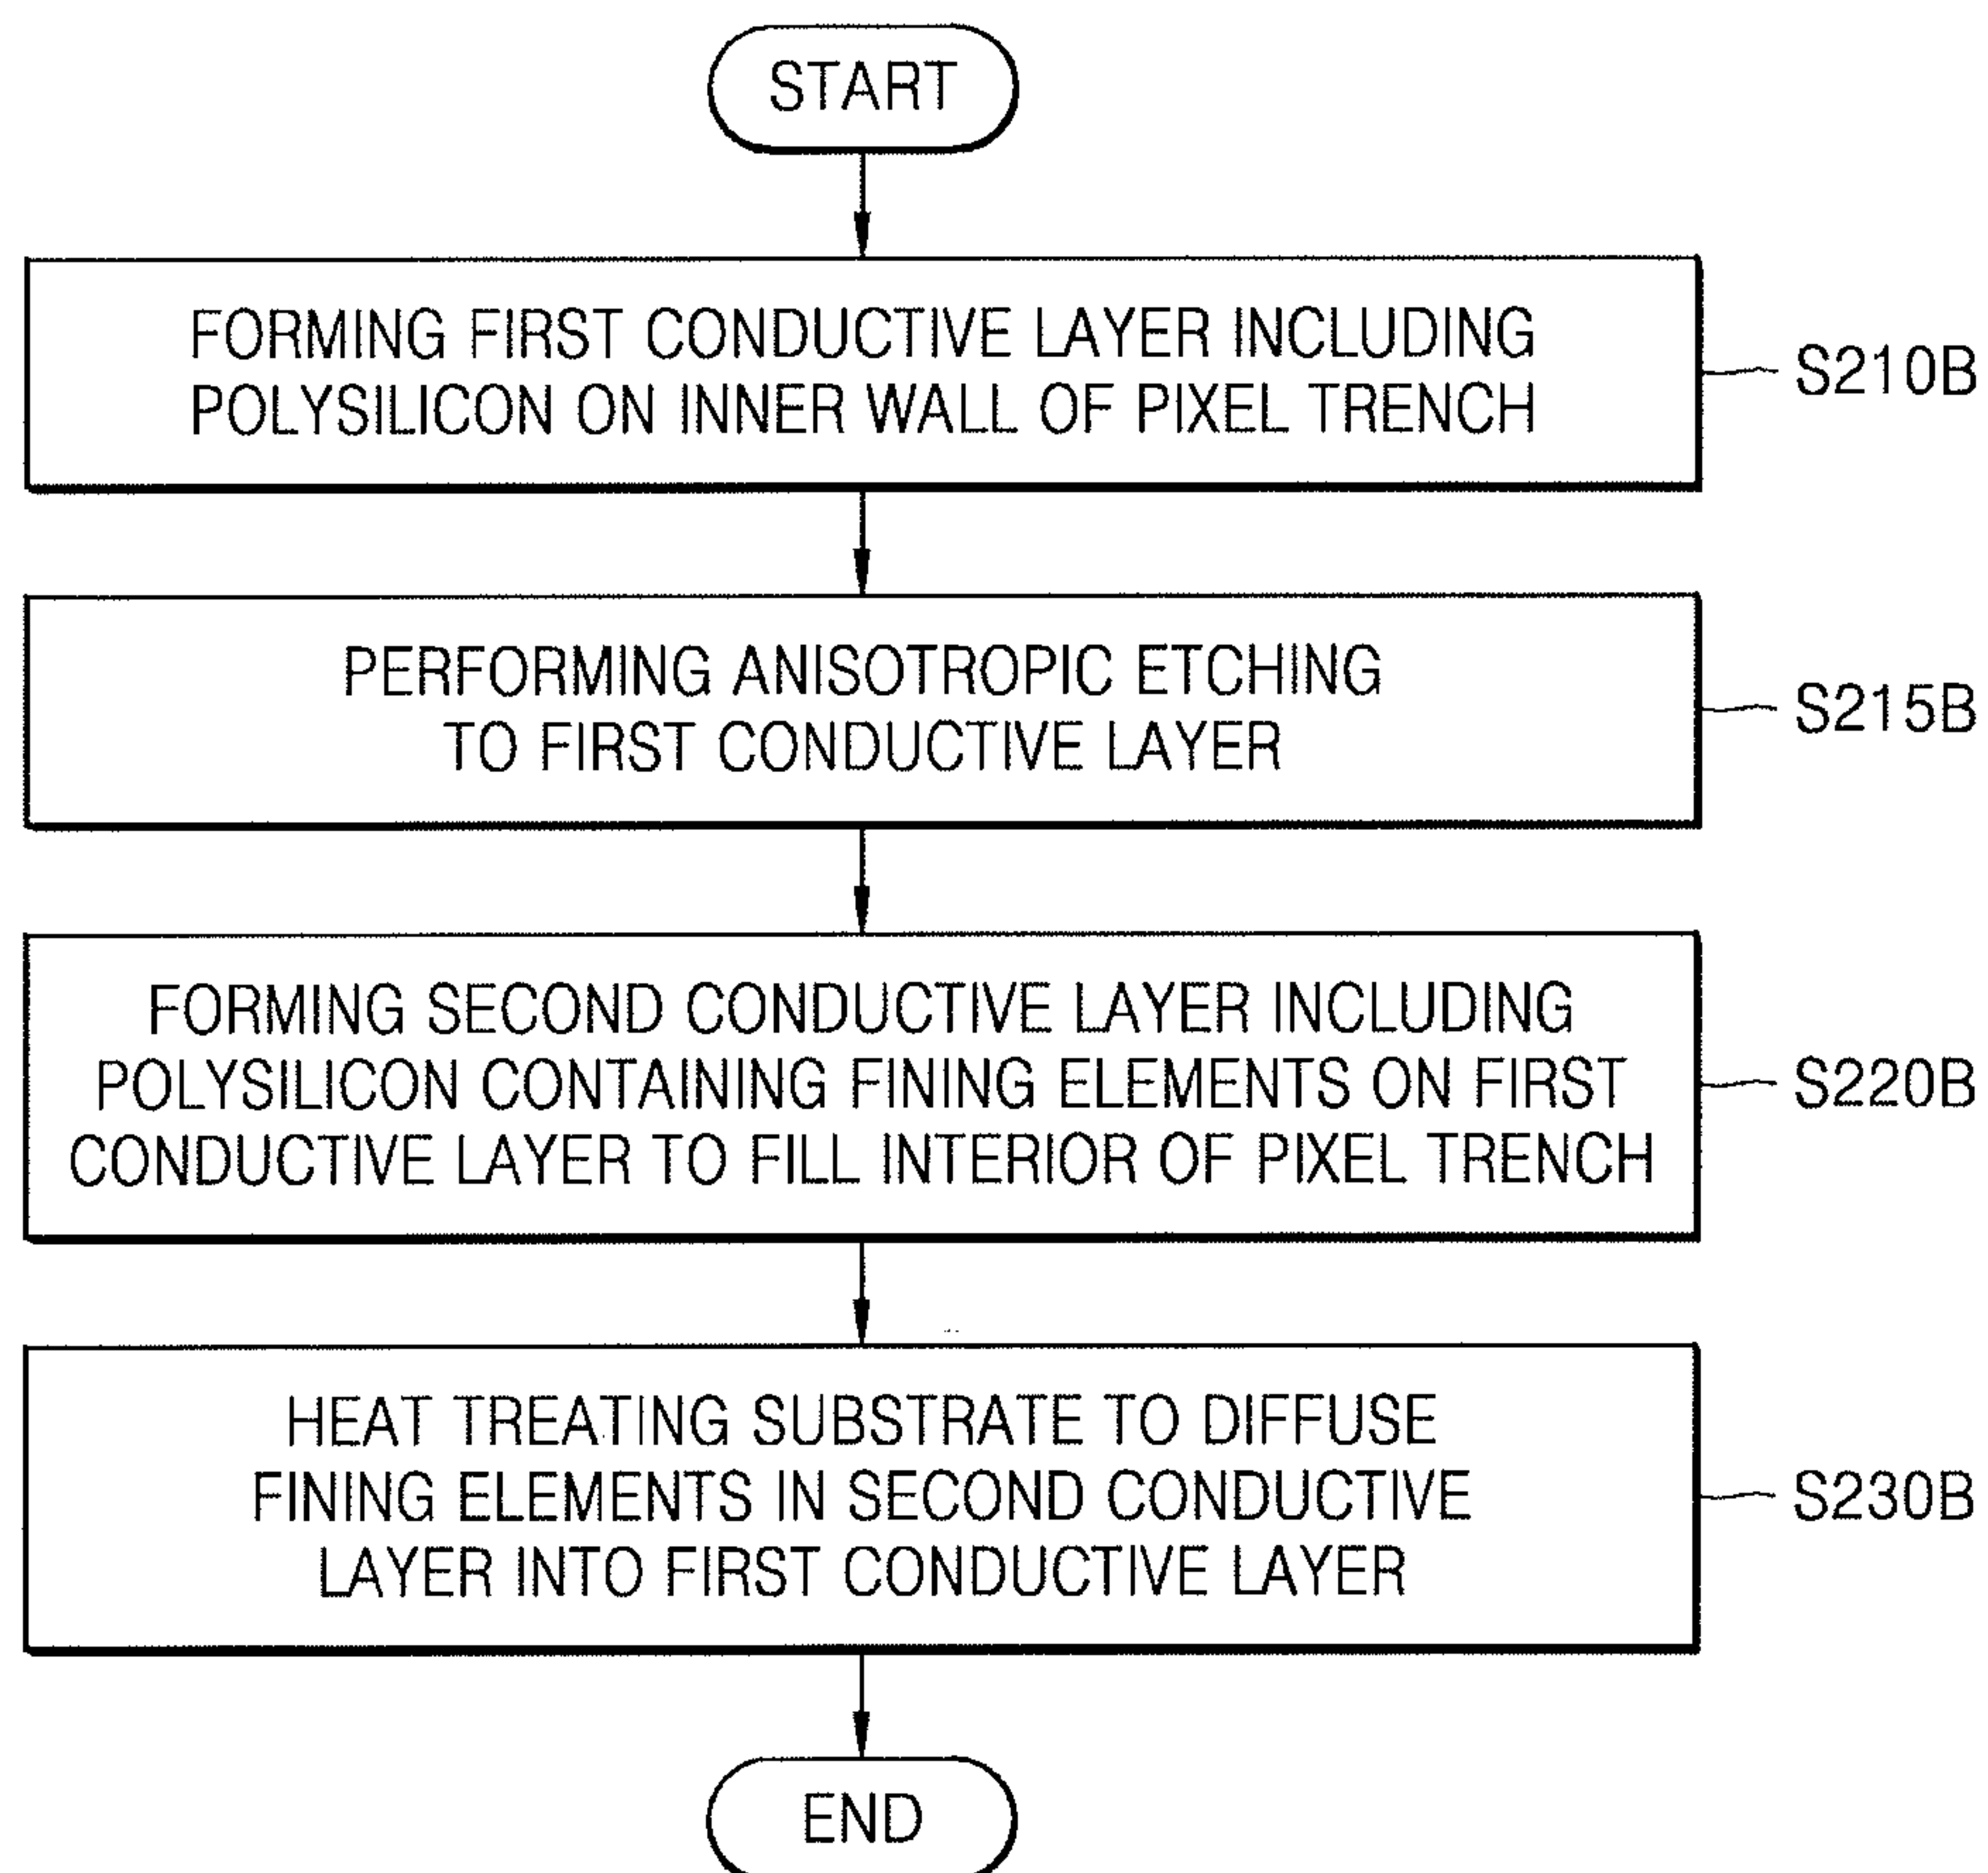 START
FORMING FIRST CONDUCTIVE LAYER INCLUDING
POLYSILICON ON INNER WALL OF PIXEL TRENCH
S210B
PERFORMING ANISOTROPIC ETCHING
TO FIRST CONDUCTIVE LAYER
S215B
FORMING SECOND CONDUCTIVE LAYER INCLUDING
POLYSILICON CONTAINING FINING ELEMENTS ON FIRST
CONDUCTIVE LAYER TO FILL INTERIOR OF PIXEL TRENCH
S220B
HEAT TREATING SUBSTRATE TO DIFFUSE
FINING ELEMENTS IN SECOND CONDUCTIVE
LAYER INTO FIRST CONDUCTIVE LAYER
S230B
END